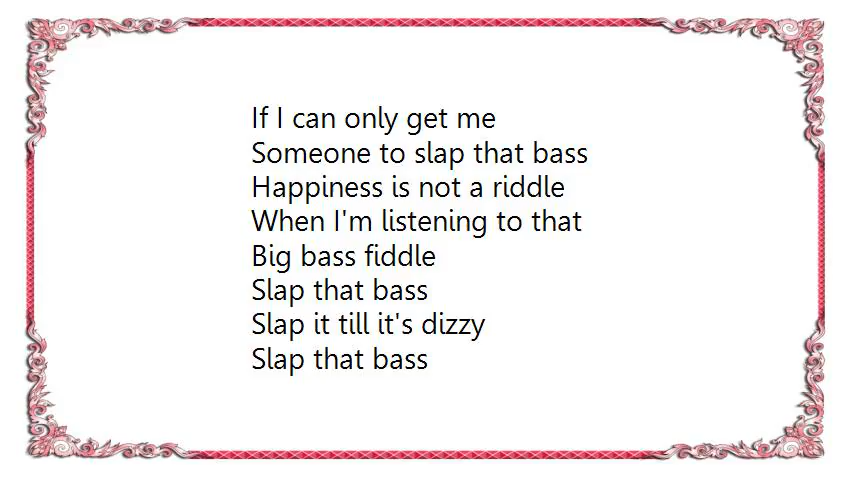 If I can only get me
Someone to slap that bass
Happiness is not a riddle
When I'm listening to that
Big bass fiddle
Slap that bass
Slap it till it's dizzy
Slap that bass